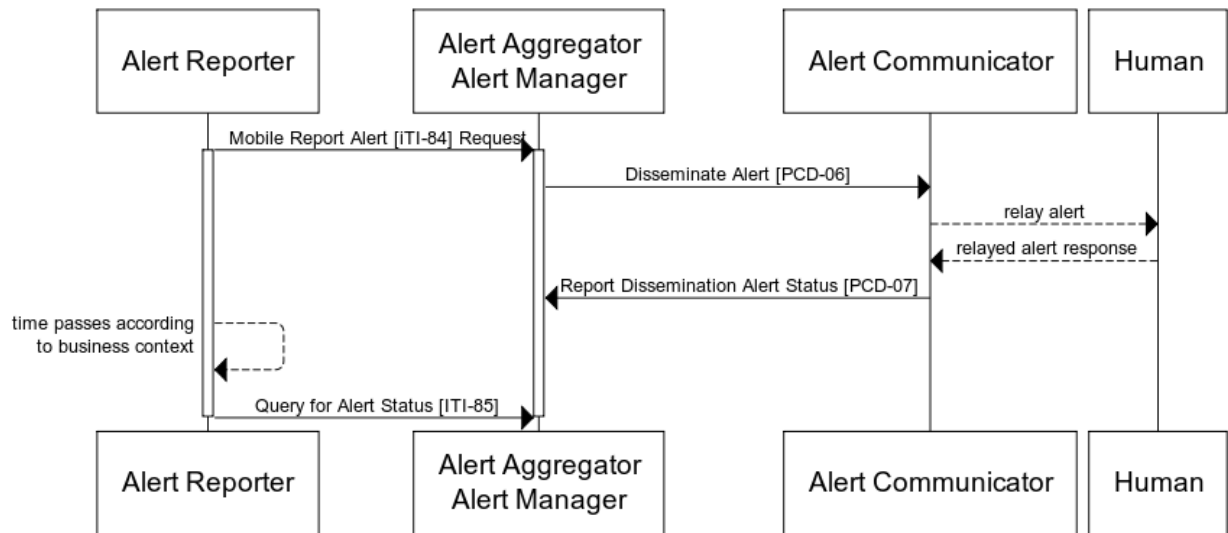 Alert Reporter
Alert Aggregator
Alert Manager
Alert Communicator
Human
Mobile Report Alert [iTI-84] Request
Disseminate Alert [PCD-06]
relay alert
relayed alert response
Report Dissemination Alert Status [PCD-07]
time passes according
to business context
Query for Alert Status [ITI-85]
Alert Reporter
Alert Aggregator
Alert Manager
Alert Communicator
Human